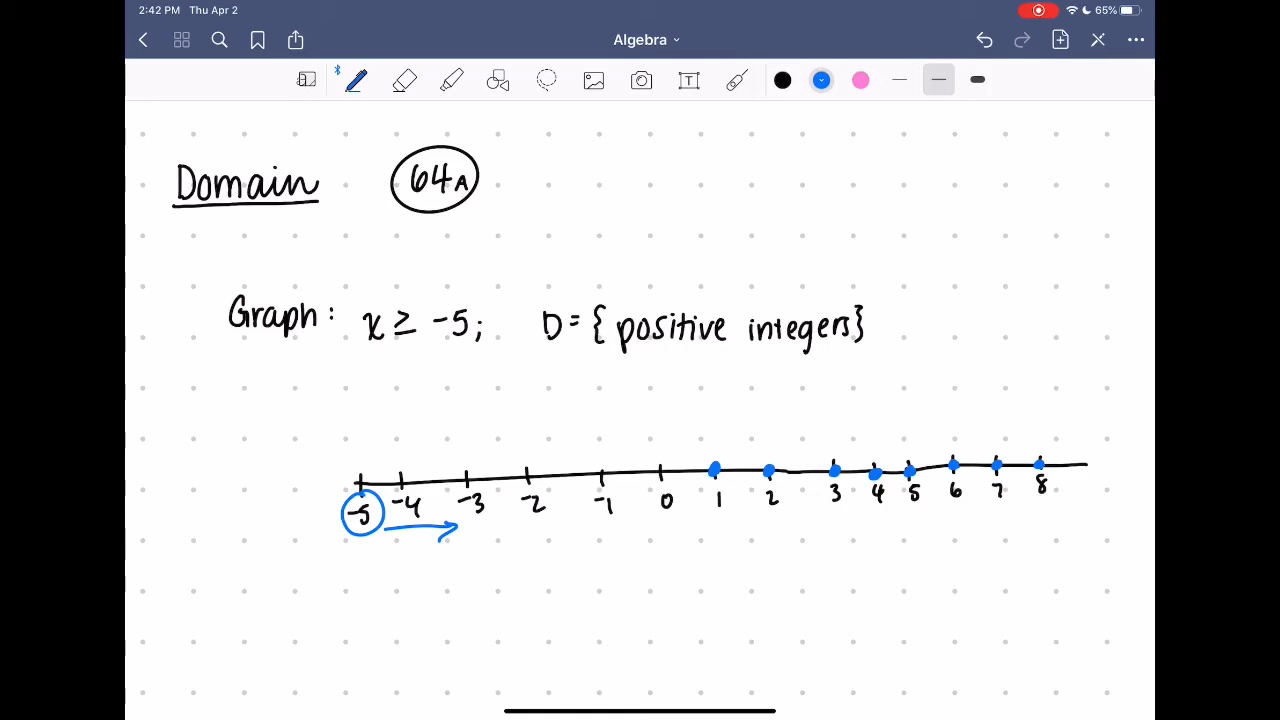 2:42 PM Thu Apr 2 65%
Algebra
Domain 64A
Graph: x ≥ -5; D = { positive integers}
-5 -4 -3 -2 -1 0 1 2 3 4 5 6 7 8